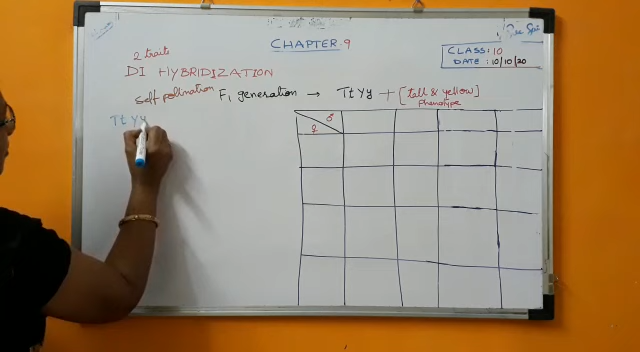 CHAPTER 9
CLASS: 10
DATE : 10/10/20
2 traits
DI HYBRIDIZATION
Self pollination F1 generation → Tt Yy + [tall & yellow]
Phenotype
Tt Yy
♂
♀